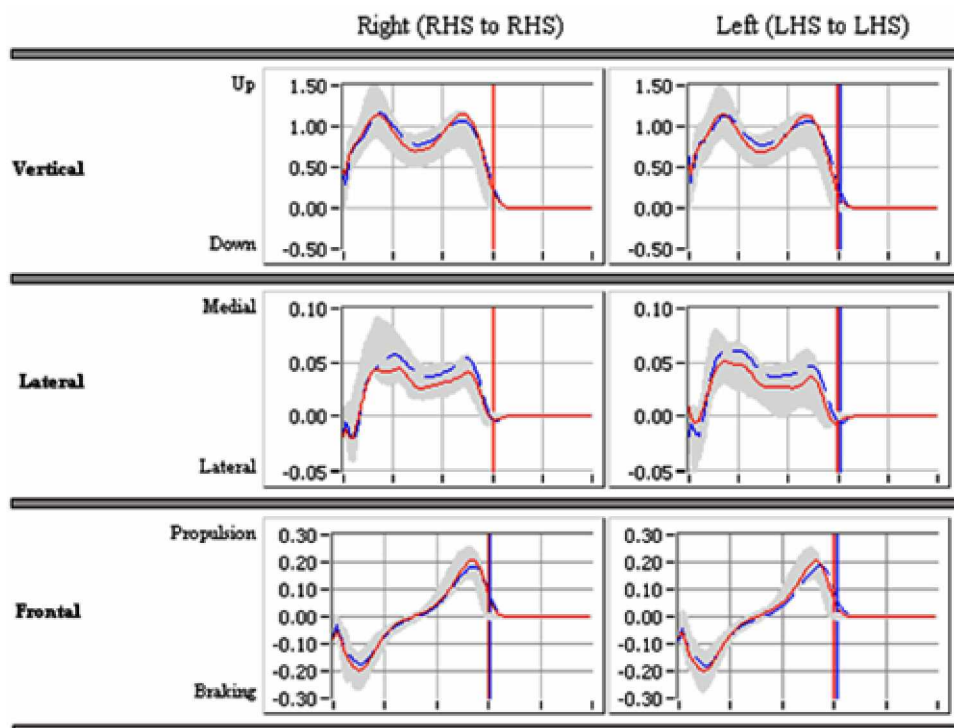 Right (RHS to RHS) Left (LHS to LHS)
Up
1.50 1.50
1.00 1.00
Vertical
0.50 0.50
0.00 0.00
Down
-0.50 -0.50
Medial
0.10 0.10
0.05 0.05
Lateral
0.00 0.00
Lateral
-0.05 -0.05
Propulsion
0.30 0.30
0.20 0.20
0.10 0.10
Frontal
0.00 0.00
-0.10 -0.10
-0.20 -0.20
Braking
-0.30 -0.30